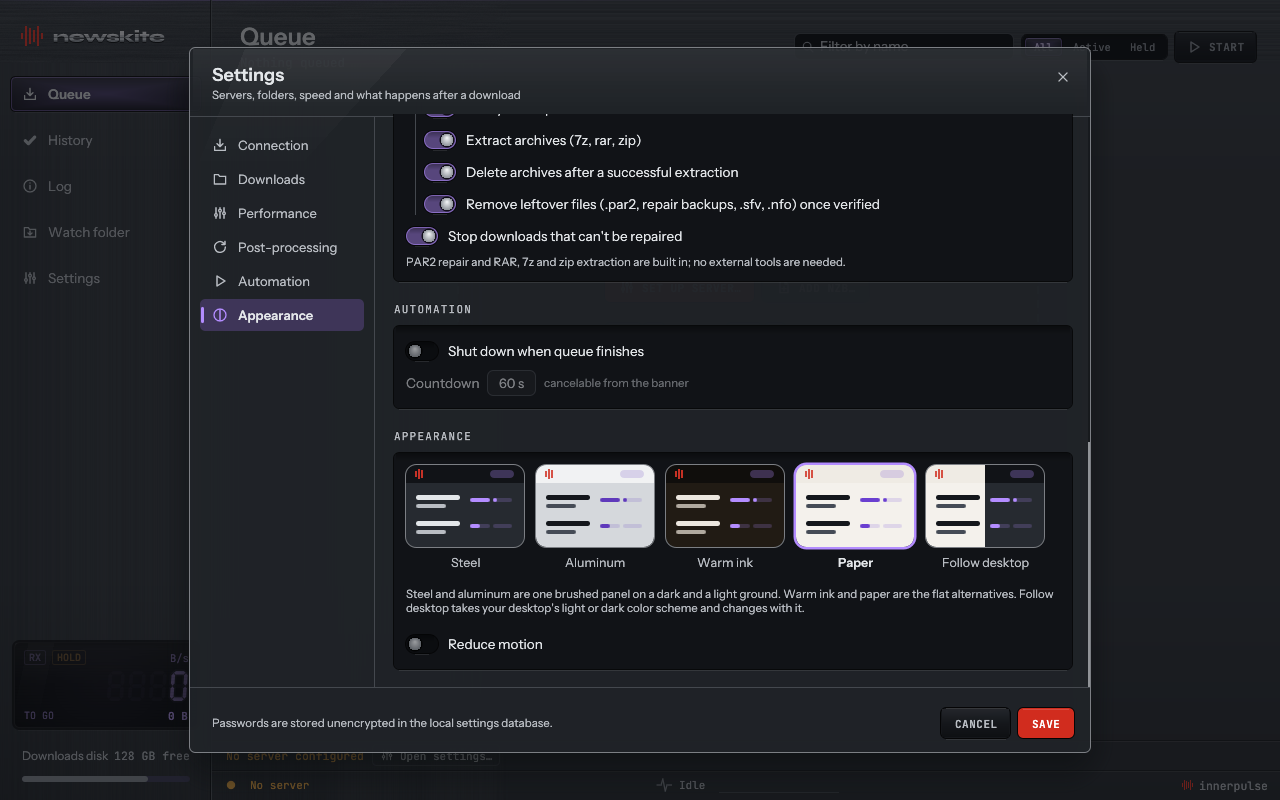 newskite
Queue
Filter by name
All
Active
Held
START
Queue
History
Log
Watch folder
Settings
RX
HOLD
B/s
0
TO GO
0 B
Downloads disk 128 GB free
Settings
Servers, folders, speed and what happens after a download
Connection
Downloads
Performance
Post-processing
Automation
Appearance
Extract archives (7z, rar, zip)
Delete archives after a successful extraction
Remove leftover files (.par2, repair backups, .sfv, .nfo) once verified
Stop downloads that can't be repaired
PAR2 repair and RAR, 7z and zip extraction are built in; no external tools are needed.
AUTOMATION
Shut down when queue finishes
Countdown 60 s cancelable from the banner
APPEARANCE
Steel
Aluminum
Warm ink
Paper
Follow desktop
Steel and aluminum are one brushed panel on a dark and a light ground. Warm ink and paper are the flat alternatives. Follow
desktop takes your desktop's light or dark color scheme and changes with it.
Reduce motion
Passwords are stored unencrypted in the local settings database.
CANCEL
SAVE
No server configured
Open settings…
No server
Idle
innerpulse